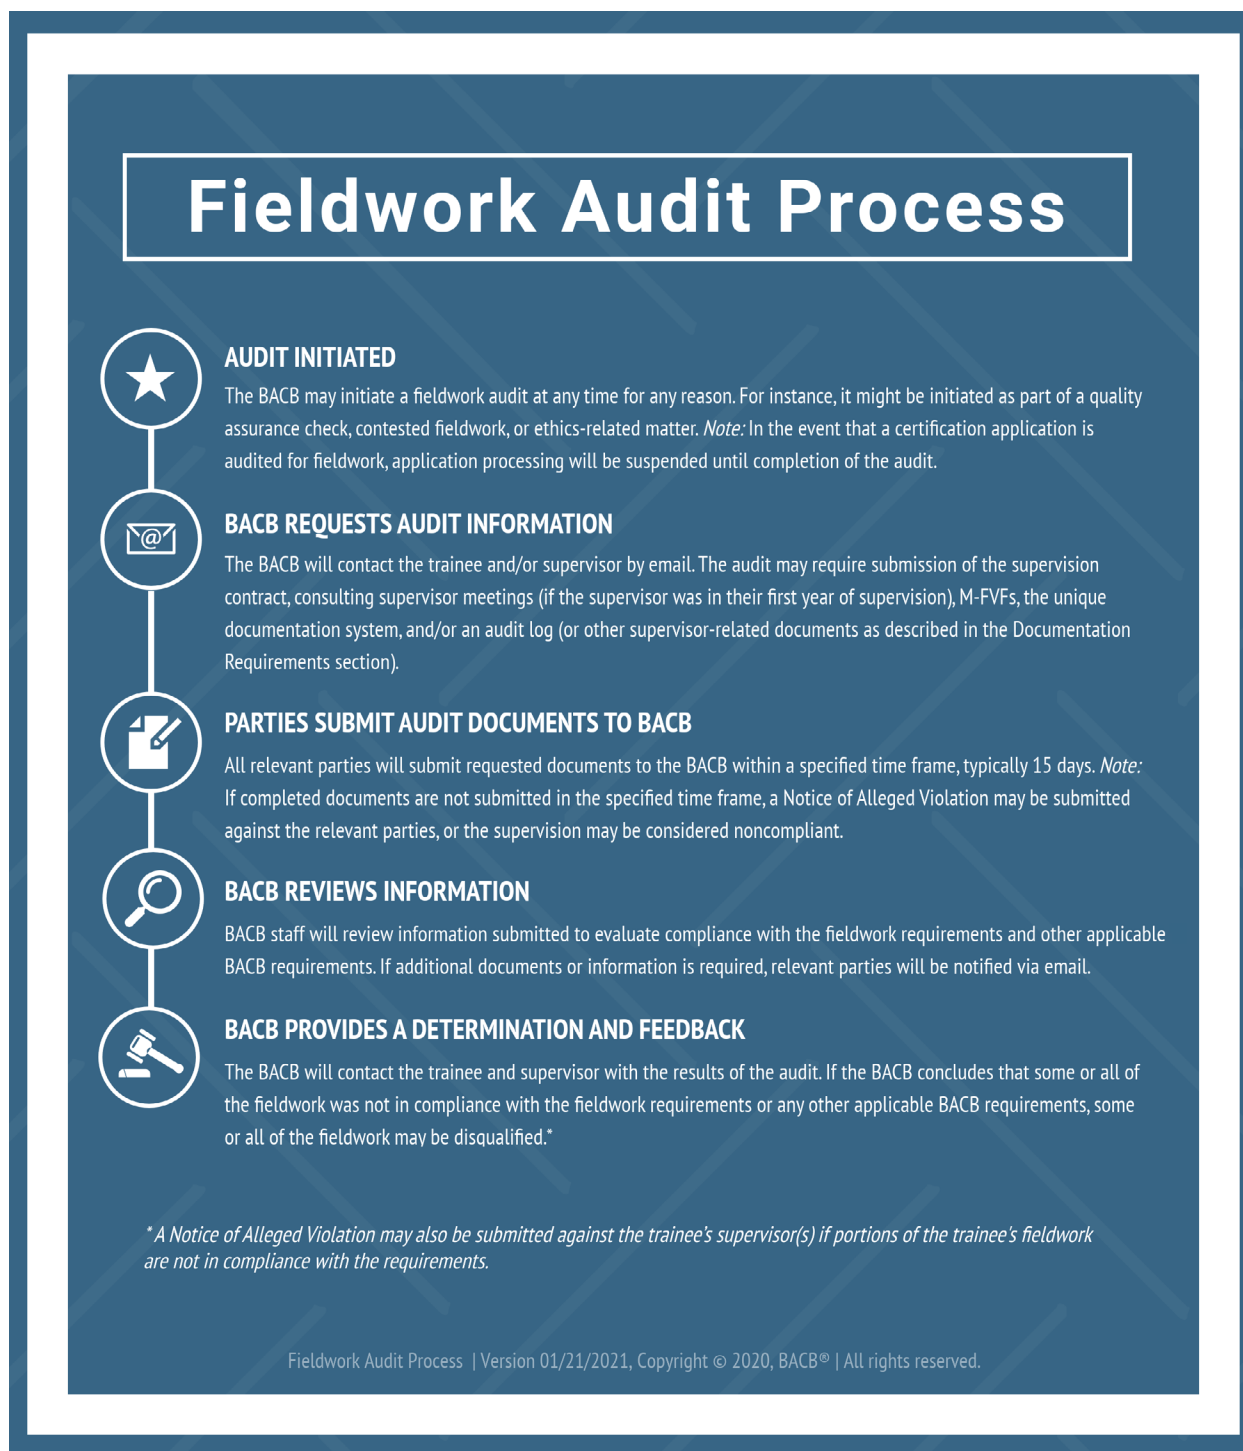 Fieldwork Audit Process
AUDIT INITIATED
The BACB may initiate a fieldwork audit at any time for any reason. For instance, it might be initiated as part of a quality
assurance check, contested fieldwork, or ethics-related matter. Note: In the event that a certification application is
audited for fieldwork, application processing will be suspended until completion of the audit.
@
BACB REQUESTS AUDIT INFORMATION
The BACB will contact the trainee and/or supervisor by email. The audit may require submission of the supervision
contract, consulting supervisor meetings (if the supervisor was in their first year of supervision), M-FVFs, the unique
documentation system, and/or an audit log (or other supervisor-related documents as described in the Documentation
Requirements section).
PARTIES SUBMIT AUDIT DOCUMENTS TO BACB
All relevant parties will submit requested documents to the BACB within a specified time frame, typically 15 days. Note:
If completed documents are not submitted in the specified time frame, a Notice of Alleged Violation may be submitted
against the relevant parties, or the supervision may be considered noncompliant.
BACB REVIEWS INFORMATION
BACB staff will review information submitted to evaluate compliance with the fieldwork requirements and other applicable
BACB requirements. If additional documents or information is required, relevant parties will be notified via email.
BACB PROVIDES A DETERMINATION AND FEEDBACK
The BACB will contact the trainee and supervisor with the results of the audit. If the BACB concludes that some or all of
the fieldwork was not in compliance with the fieldwork requirements or any other applicable BACB requirements, some
or all of the fieldwork may be disqualified.*
* A Notice of Alleged Violation may also be submitted against the trainee's supervisor(s) if portions of the trainee's fieldwork
are not in compliance with the requirements.
Fieldwork Audit Process | Version 01/21/2021, Copyright © 2020, BACB® | All rights reserved.